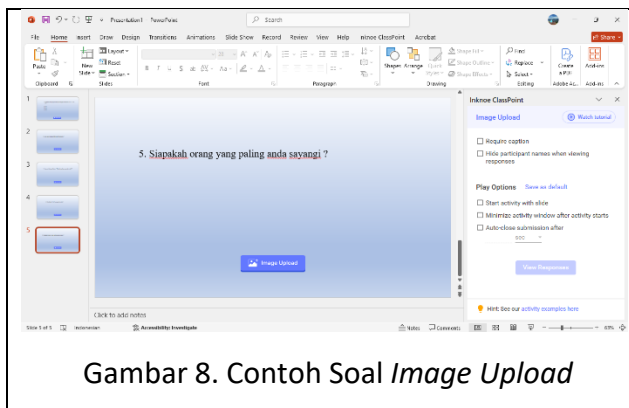 Presentation1 - PowerPoint
Search
File Home Insert Draw Design Transitions Animations Slide Show Record Review View Help Inknoe ClassPoint Acrobat
Share
Paste
Clipboard
New Slide
Layout
Reset
Section
Slides
Font
Paragraph
Shapes Arrange Quick Styles
Shape Fill
Shape Outline
Shape Effects
Drawing
Find
Replace
Select
Editing
Create a PDF
Adobe Ac...
Add-ins
Add-ins
1
2
3
4
5
5. Siapakah orang yang paling anda sayangi ?
Image Upload
Click to add notes
Inknoe ClassPoint
Image Upload
Watch tutorial
Require caption
Hide participant names when viewing responses
Play Options Save as default
Start activity with slide
Minimize activity window after activity starts
Auto-close submission after
sec
View Responses
Hint: See our activity examples here
Slide 5 of 5 Indonesian Accessibility: Investigate Notes Comments
Gambar 8. Contoh Soal Image Upload